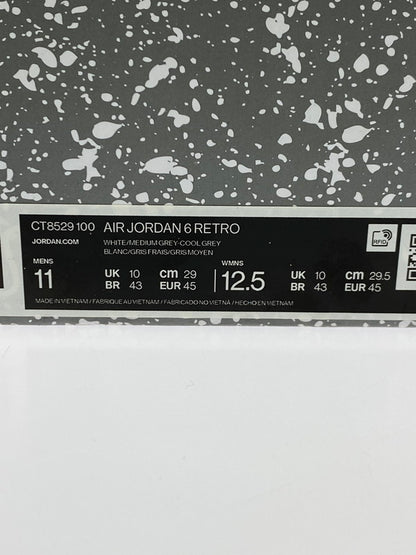 CT8529 100 AIR JORDAN 6 RETRO
JORDAN.COM
WHITE/MEDIUM GREY-COOL GREY
BLANC/GRIS FRAIS/GRIS MOYEN
RFID
MENS
11
UK 10 cm 29
BR 43 EUR 45
WMNS
12.5
UK 10 cm 29.5
BR 43 EUR 45
MADE IN VIETNAM / FABRIQUE AU VIETNAM / FABRICADO NO VIETNÃ / HECHO EN VIETNAM